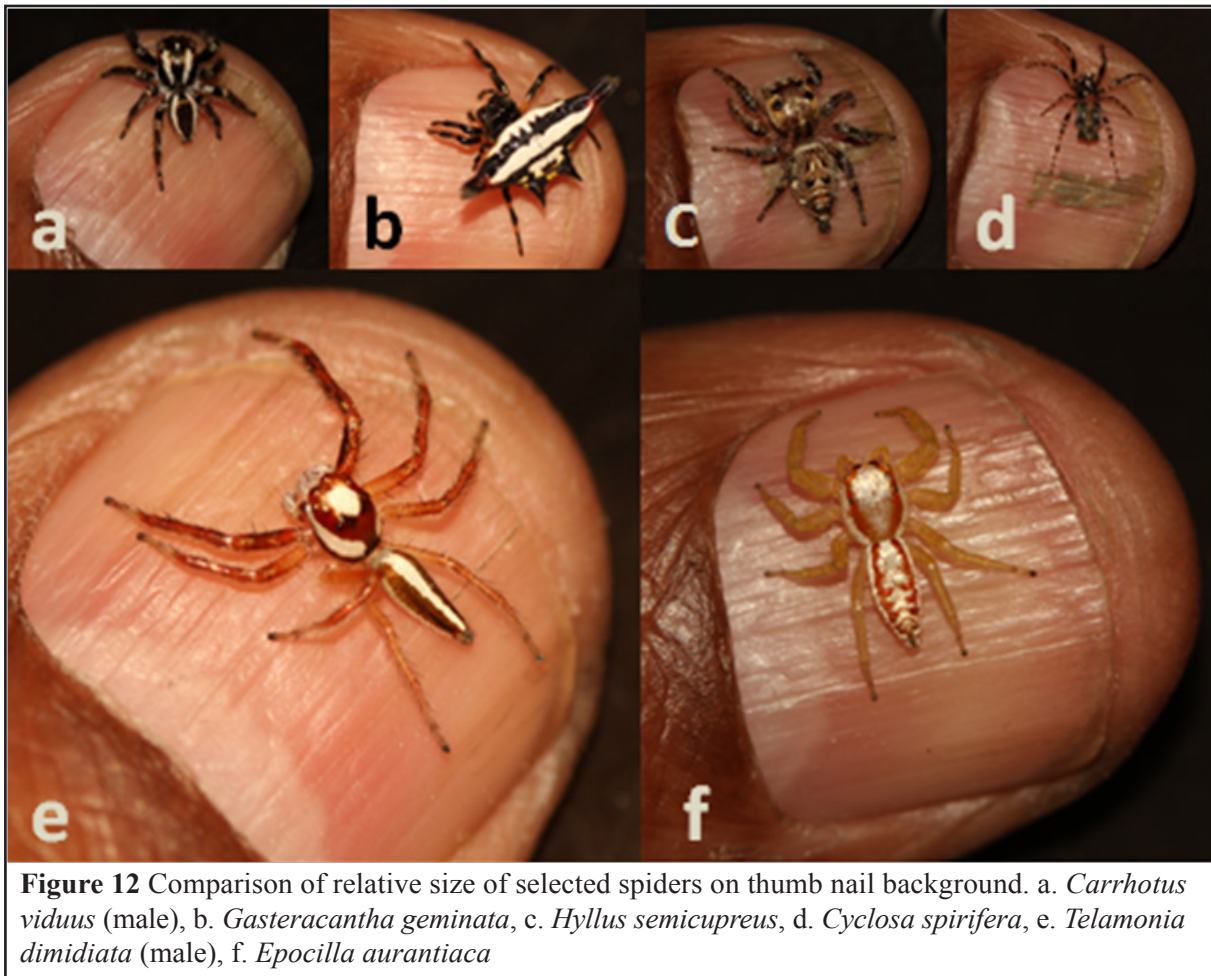 a
b
c
d
e
f
Figure 12 Comparison of relative size of selected spiders on thumb nail background. a. Carrhotus
viduus (male), b. Gasteracantha geminata, c. Hyllus semicupreus, d. Cyclosa spirifera, e. Telamonia
dimidiata (male), f. Epocilla aurantiaca